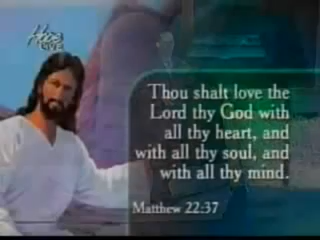 Thou shalt love the
Lord thy God with
all thy heart, and
with all thy soul, and
with all thy mind.
Matthew 22:37